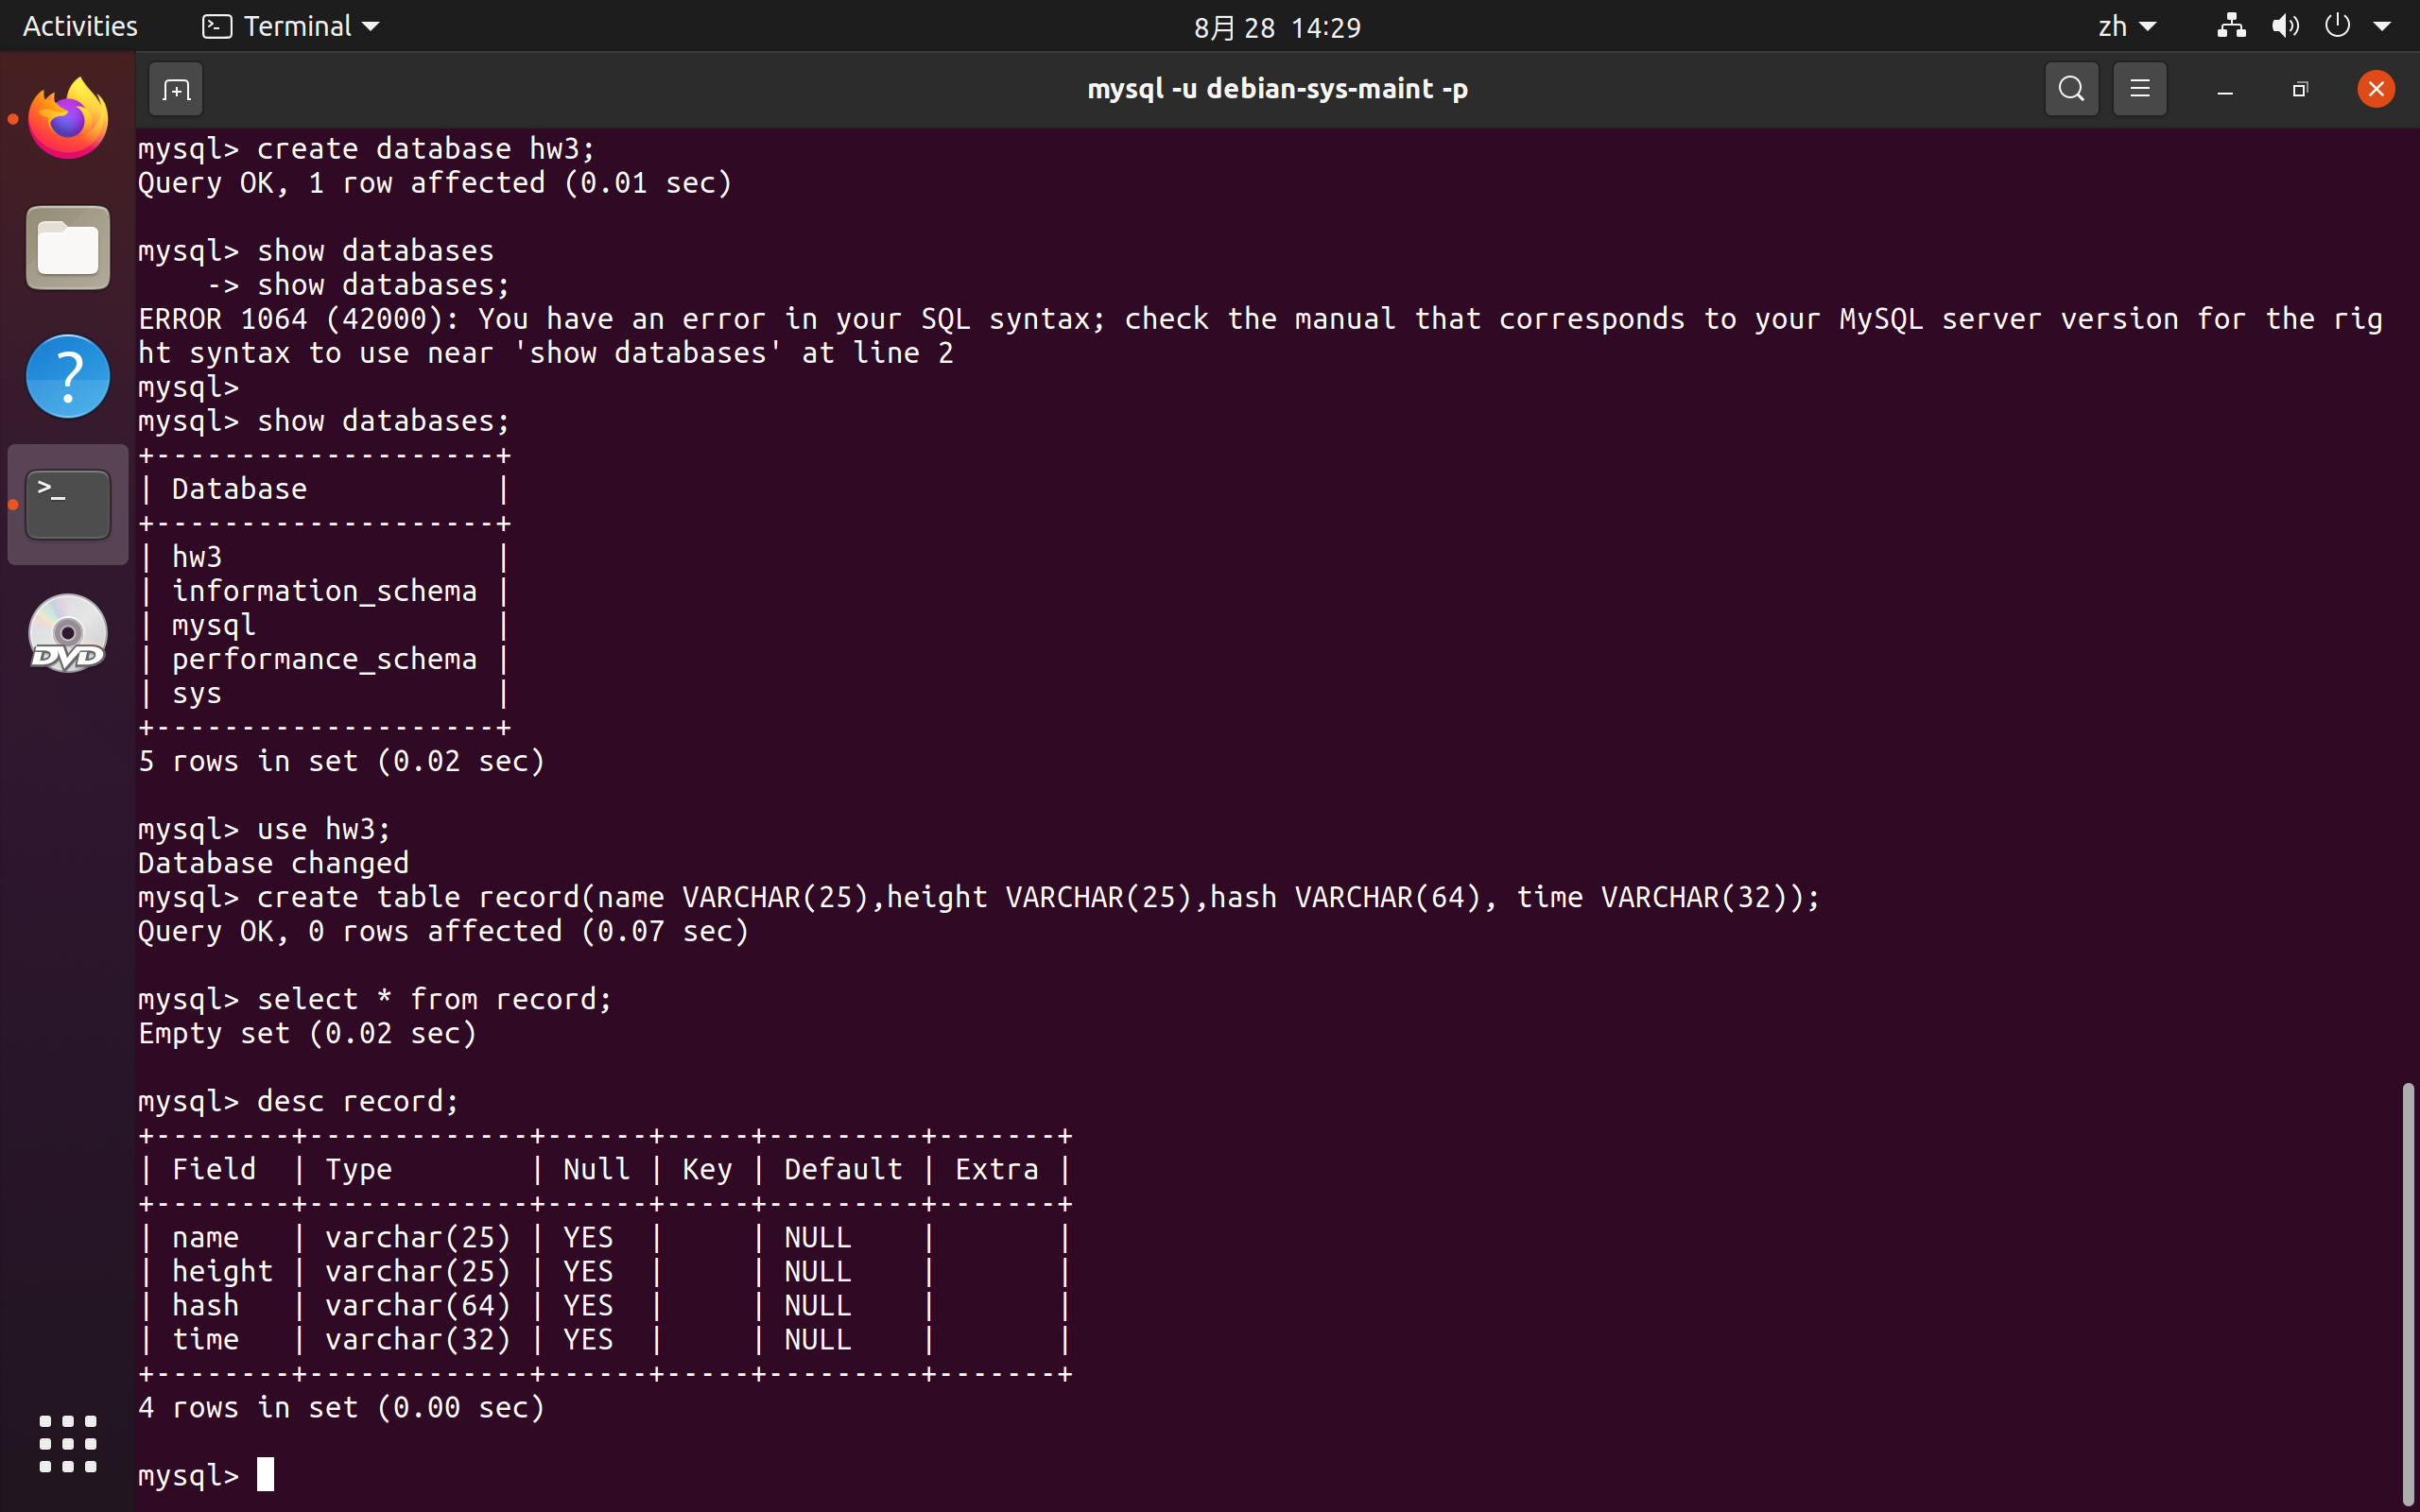 Activities
Terminal
8月 28 14:29
zh
mysql -u debian-sys-maint -p
mysql> create database hw3;
Query OK, 1 row affected (0.01 sec)
mysql> show databases
    -> show databases;
ERROR 1064 (42000): You have an error in your SQL syntax; check the manual that corresponds to your MySQL server version for the rig
ht syntax to use near 'show databases' at line 2
mysql>
mysql> show databases;
+--------------------+
| Database           |
+--------------------+
| hw3                |
| information_schema |
| mysql              |
| performance_schema |
| sys                |
+--------------------+
5 rows in set (0.02 sec)
mysql> use hw3;
Database changed
mysql> create table record(name VARCHAR(25),height VARCHAR(25),hash VARCHAR(64), time VARCHAR(32));
Query OK, 0 rows affected (0.07 sec)
mysql> select * from record;
Empty set (0.02 sec)
mysql> desc record;
+--------+-------------+------+-----+---------+-------+
| Field  | Type        | Null | Key | Default | Extra |
+--------+-------------+------+-----+---------+-------+
| name   | varchar(25) | YES  |     | NULL    |       |
| height | varchar(25) | YES  |     | NULL    |       |
| hash   | varchar(64) | YES  |     | NULL    |       |
| time   | varchar(32) | YES  |     | NULL    |       |
+--------+-------------+------+-----+---------+-------+
4 rows in set (0.00 sec)
mysql>
>_
DVD